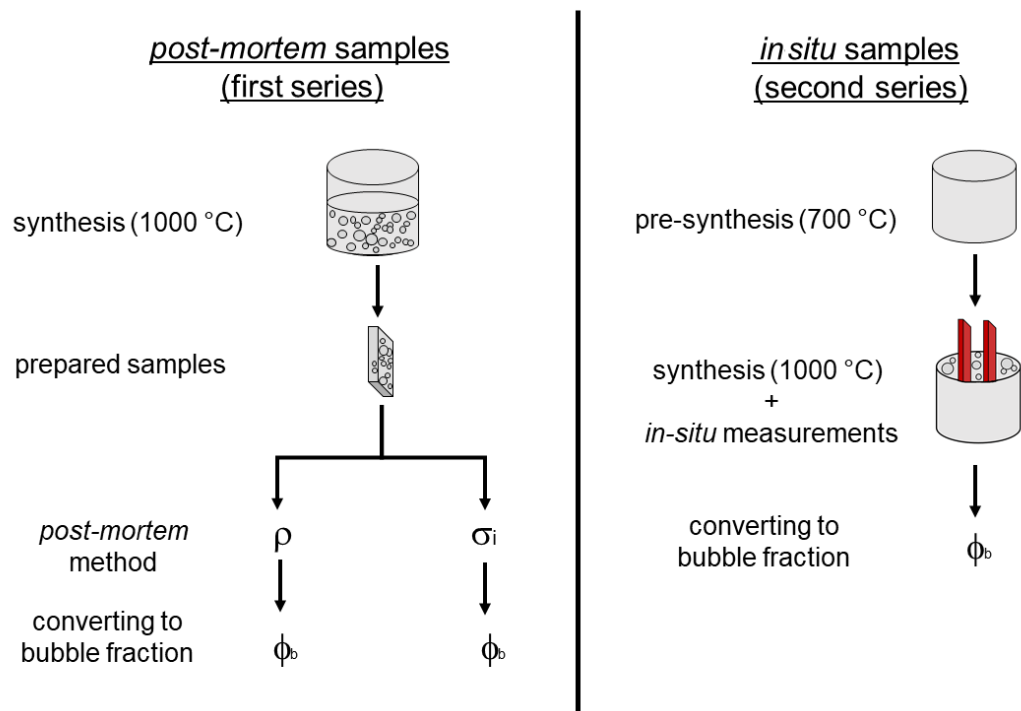 post-mortem samples
(first series)
synthesis (1000 °C)
prepared samples
post-mortem
method
ρ
σi
converting to
bubble fraction
ϕb
ϕb
in situ samples
(second series)
pre-synthesis (700 °C)
synthesis (1000 °C)
+
in-situ measurements
converting to
bubble fraction
ϕb